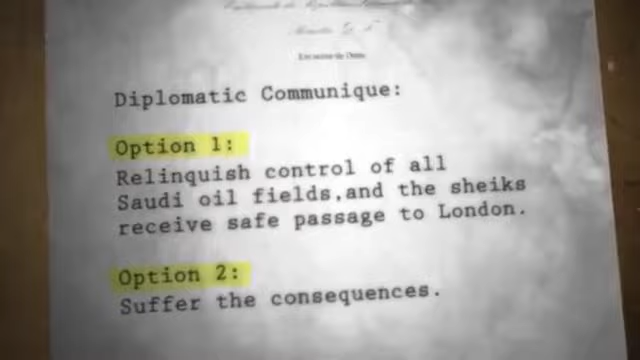 Diplomatic Communique:
Option 1:
Relinquish control of all
Saudi oil fields,and the sheiks
receive safe passage to London.
Option 2:
Suffer the consequences.